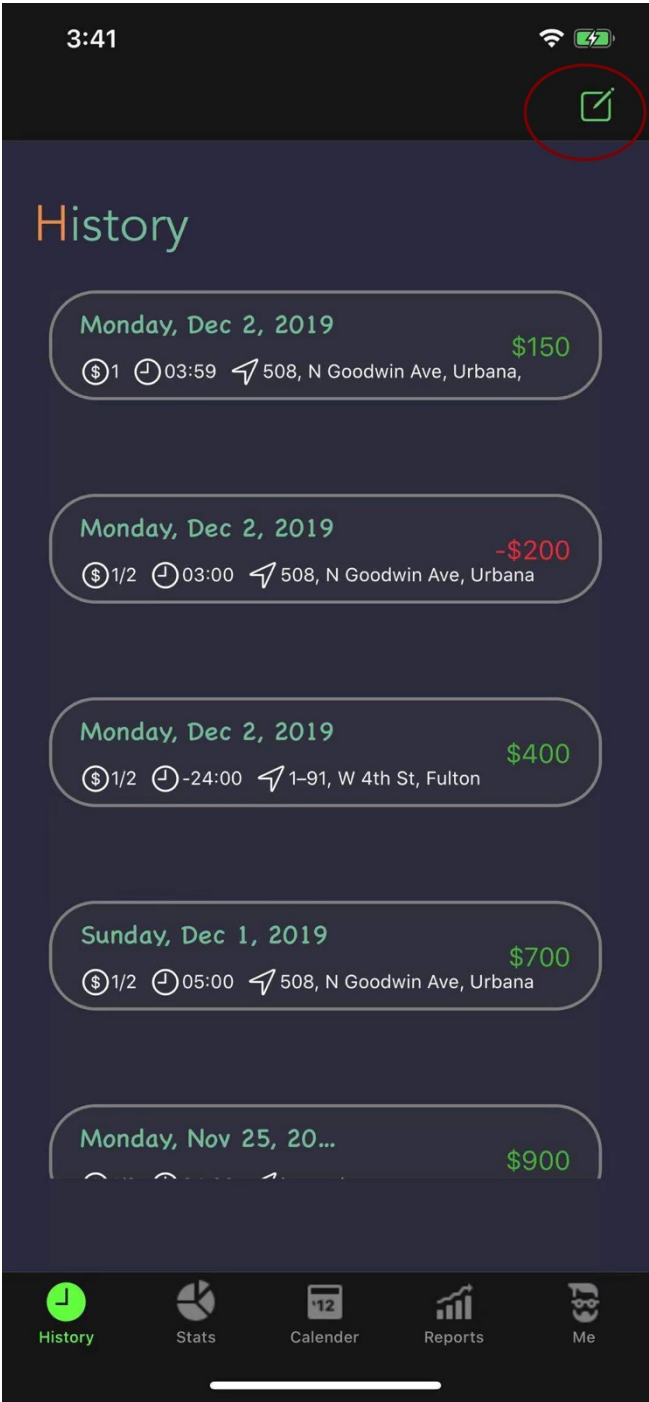 3:41
History
Monday, Dec 2, 2019
$150
$1 03:59 508, N Goodwin Ave, Urbana,
Monday, Dec 2, 2019
-$200
$1/2 03:00 508, N Goodwin Ave, Urbana
Monday, Dec 2, 2019
$400
$1/2 -24:00 1–91, W 4th St, Fulton
Sunday, Dec 1, 2019
$700
$1/2 05:00 508, N Goodwin Ave, Urbana
Monday, Nov 25, 20...
$900
'12
History Stats Calender Reports Me